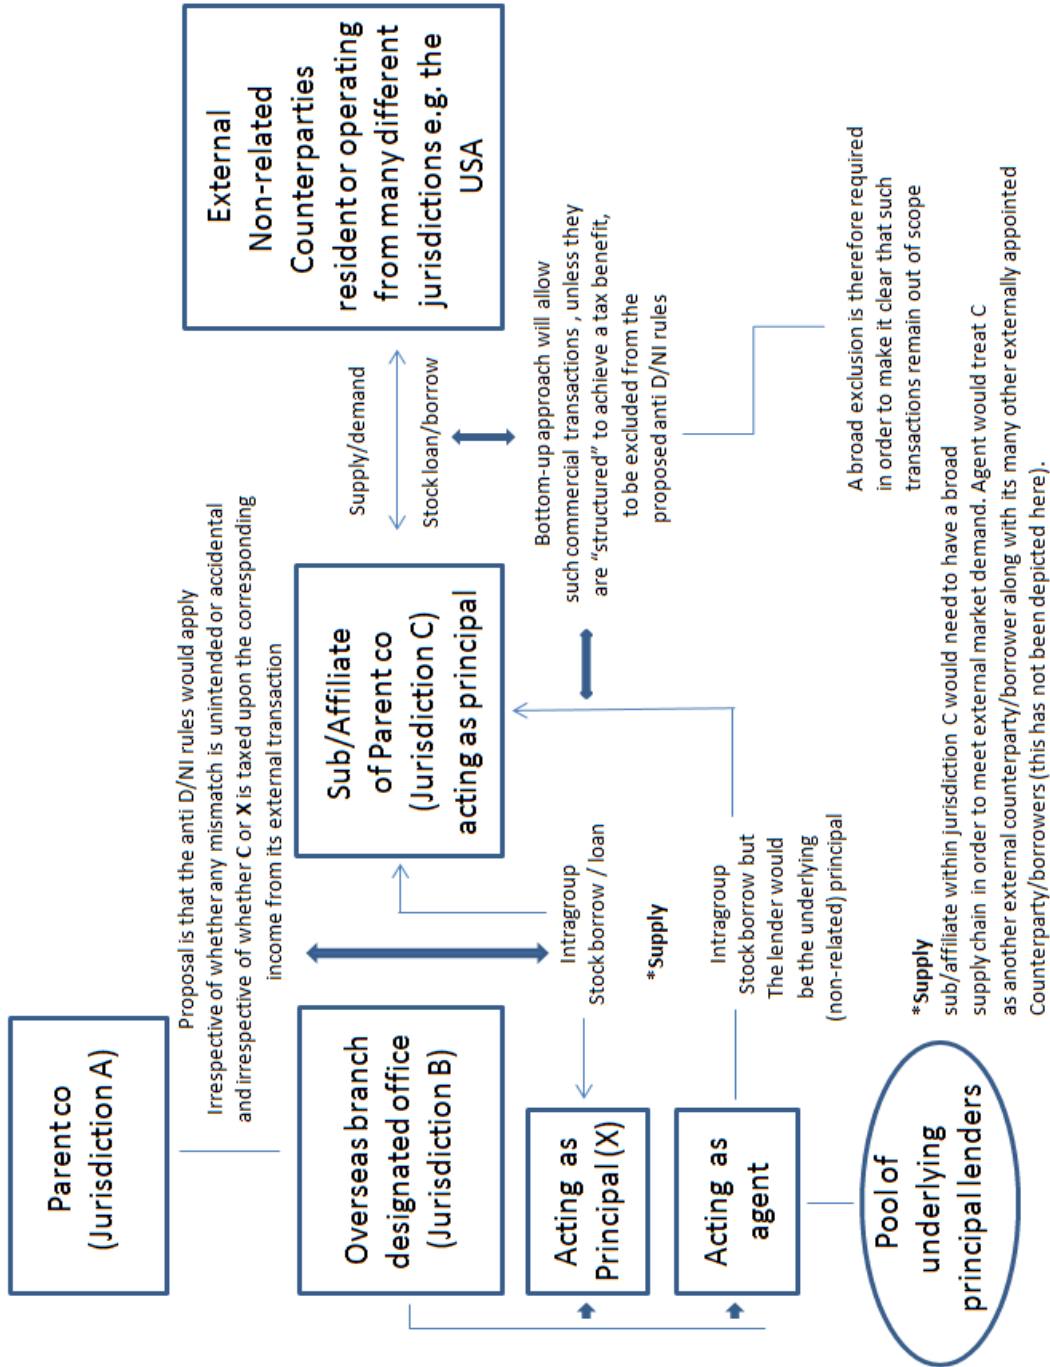 Parent co
(Jurisdiction A)
Proposal is that the anti D/NI rules would apply
Irrespective of whether any mismatch is unintended or accidental
and irrespective of whether C or X is taxed upon the corresponding
income from its external transaction
External
Non-related
Counterparties
resident or operating
from many different
jurisdictions e.g. the
USA
Overseas branch
designated office
(Jurisdiction B)
Sub/Affiliate
of Parent co
(Jurisdiction C)
acting as principal
Supply/demand
Stock loan/borrow
Acting as
Principal (X)
Intragroup
Stock borrow / loan
*Supply
Bottom-up approach will allow
such commercial transactions , unless they
are “structured” to achieve a tax benefit,
to be excluded from the
proposed anti D/NI rules
Acting as
agent
Intragroup
Stock borrow but
The lender would
be the underlying
(non-related) principal
A broad exclusion is therefore required
in order to make it clear that such
transactions remain out of scope
Pool of
underlying
principal lenders
*Supply
sub/affiliate within jurisdiction C would need to have a broad
supply chain in order to meet external market demand. Agent would treat C
as another external counterparty/borrower along with its many other externally appointed
Counterparty/borrowers (this has not been depicted here).